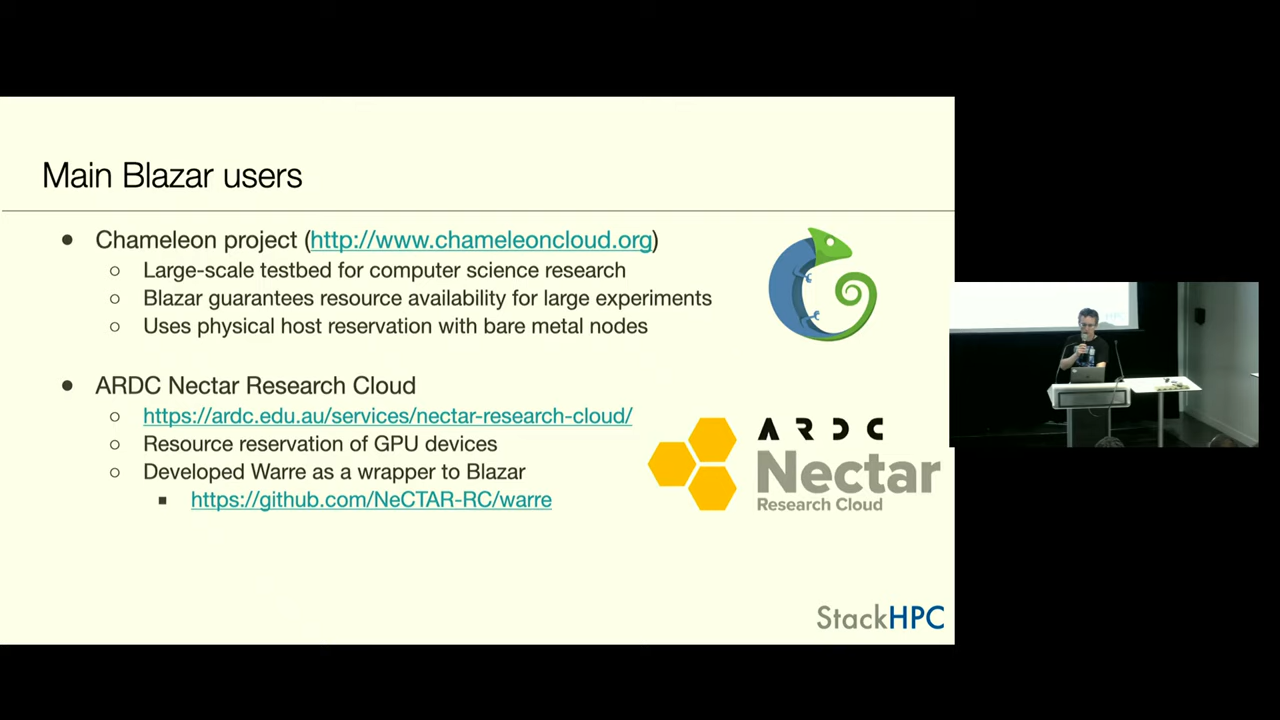 Main Blazar users
● Chameleon project (http://www.chameleoncloud.org)
○ Large-scale testbed for computer science research
○ Blazar guarantees resource availability for large experiments
○ Uses physical host reservation with bare metal nodes
● ARDC Nectar Research Cloud
○ https://ardc.edu.au/services/nectar-research-cloud/
○ Resource reservation of GPU devices
○ Developed Warre as a wrapper to Blazar
■ https://github.com/NeCTAR-RC/warre
ARDC
Nectar
Research Cloud
StackHPC
HPC